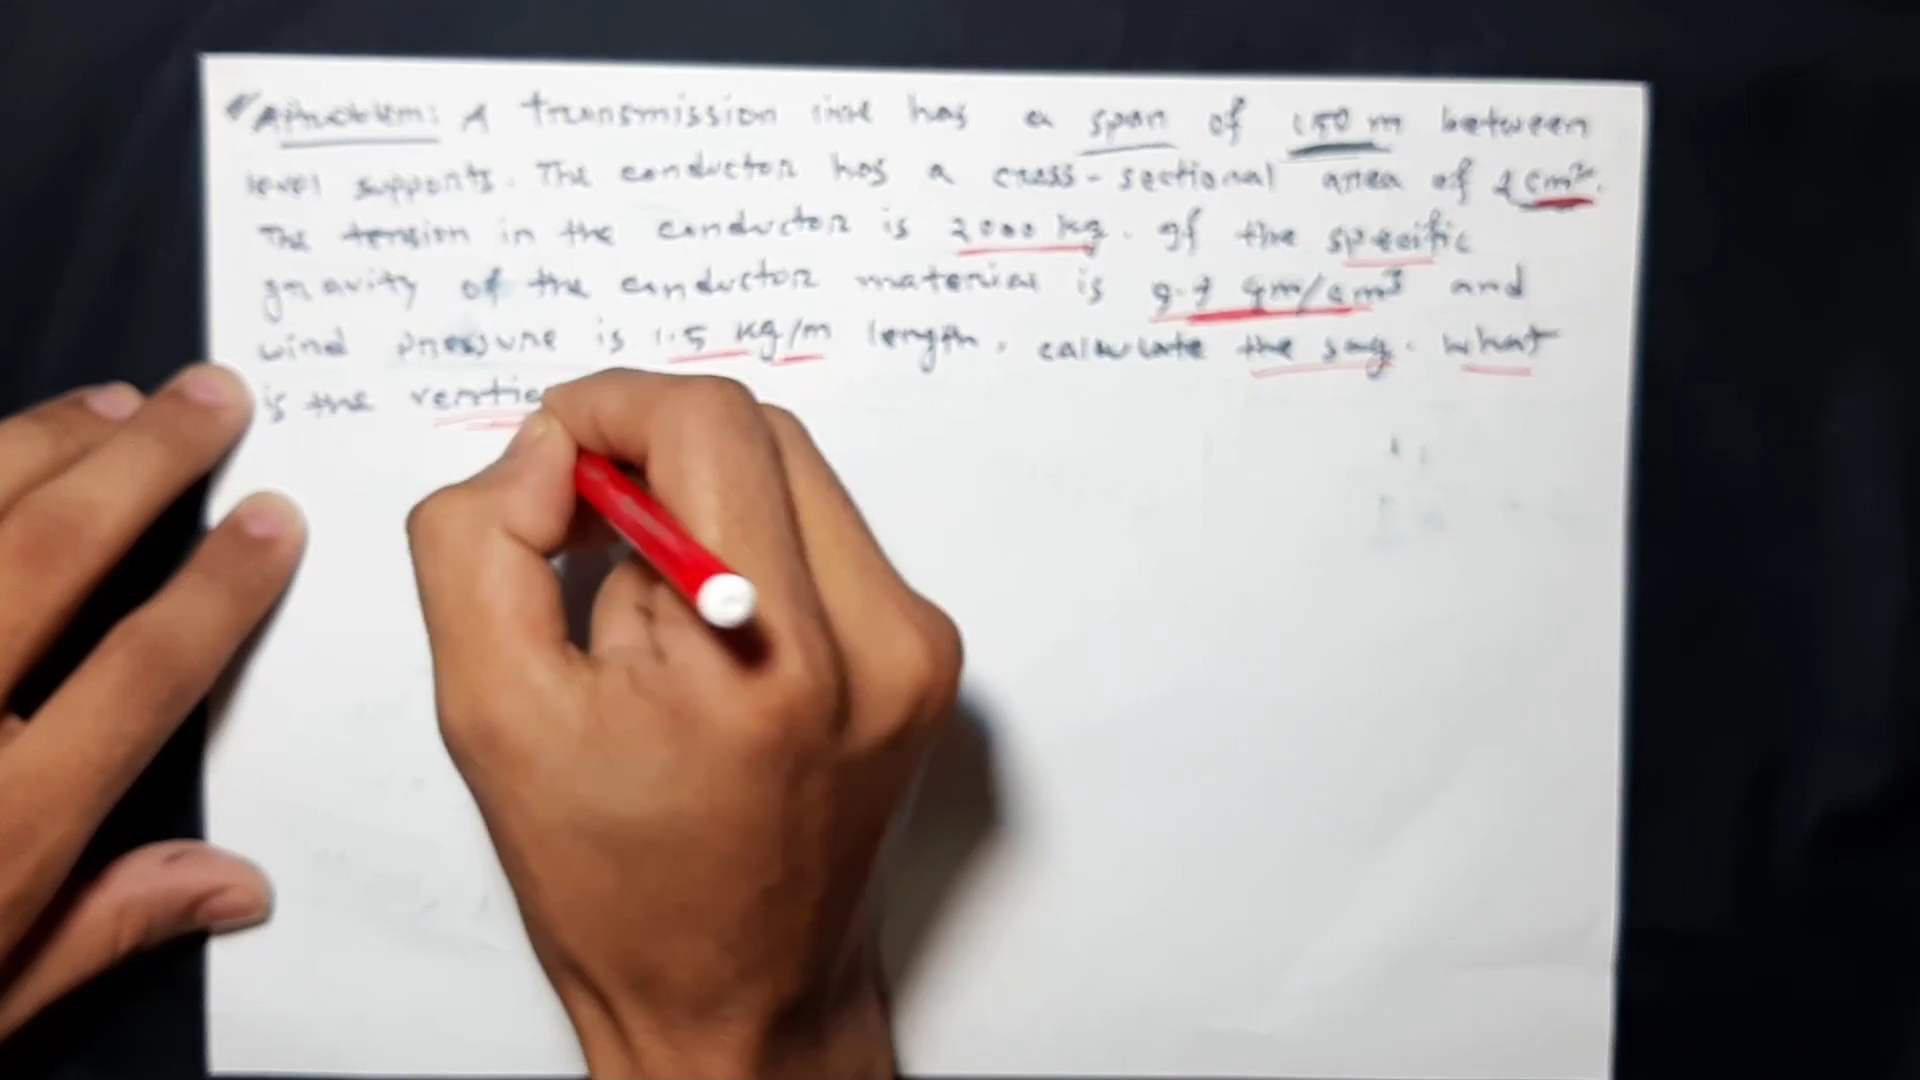 Problem: A transmission line has a span of 150 m between
level supports. The conductor has a cross-sectional area of 2 cm².
The tension in the conductor is 2000 kg. If the specific
gravity of the conductor material is 9.9 gm/cm³ and
wind pressure is 1.5 kg/m length, calculate the sag. What
is the